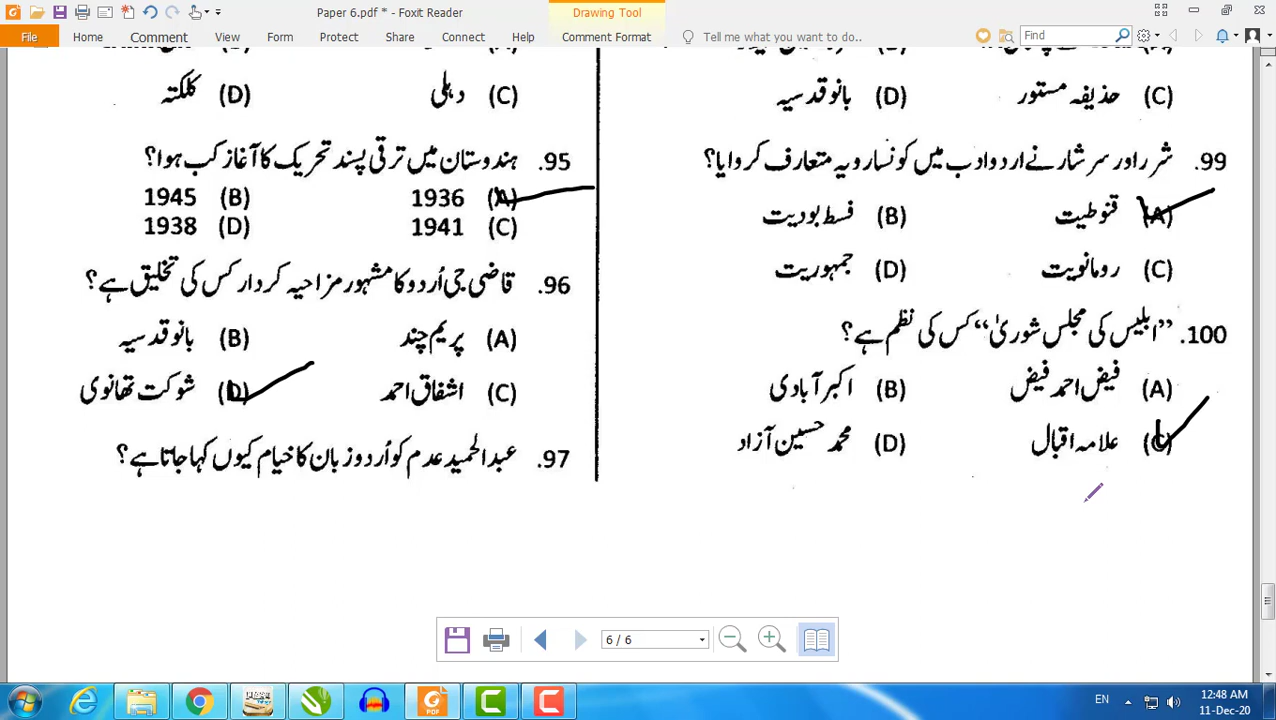 Paper 6.pdf * - Foxit Reader
Drawing Tool
File Home Comment View Form Protect Share Connect Help Comment Format Tell me what you want to do.. Find
(C) حذیفہ مستور (D) بانو قدسیہ
99. شرر اور سرشار نے اردو ادب میں کونسا رویہ متعارف کروایا؟
(A) قنوطیت (B) فسط بودیت
(C) رومانویت (D) جمہوریت
100. ”ابلیس کی مجلس شوریٰ“ کس کی نظم ہے؟
(A) فیض احمد فیض (B) اکبر آبادی
(C) علامہ اقبال (D) محمد حسین آزاد
(C) دہلی (D) کلکتہ
95. ہندوستان میں ترقی پسند تحریک کا آغاز کب ہوا؟
(A) 1936 (B) 1945
(C) 1941 (D) 1938
96. قاضی جی اُردو کا مشہور مزاحیہ کردار کس کی تخلیق ہے؟
(A) پریم چند (B) بانو قدسیہ
(C) اشفاق احمد (D) شوکت تھانوی
97. عبدالحمید عدم کو اُردو زبان کا خیام کیوں کہا جاتا ہے؟
6 / 6
EN 12:48 AM
11-Dec-20